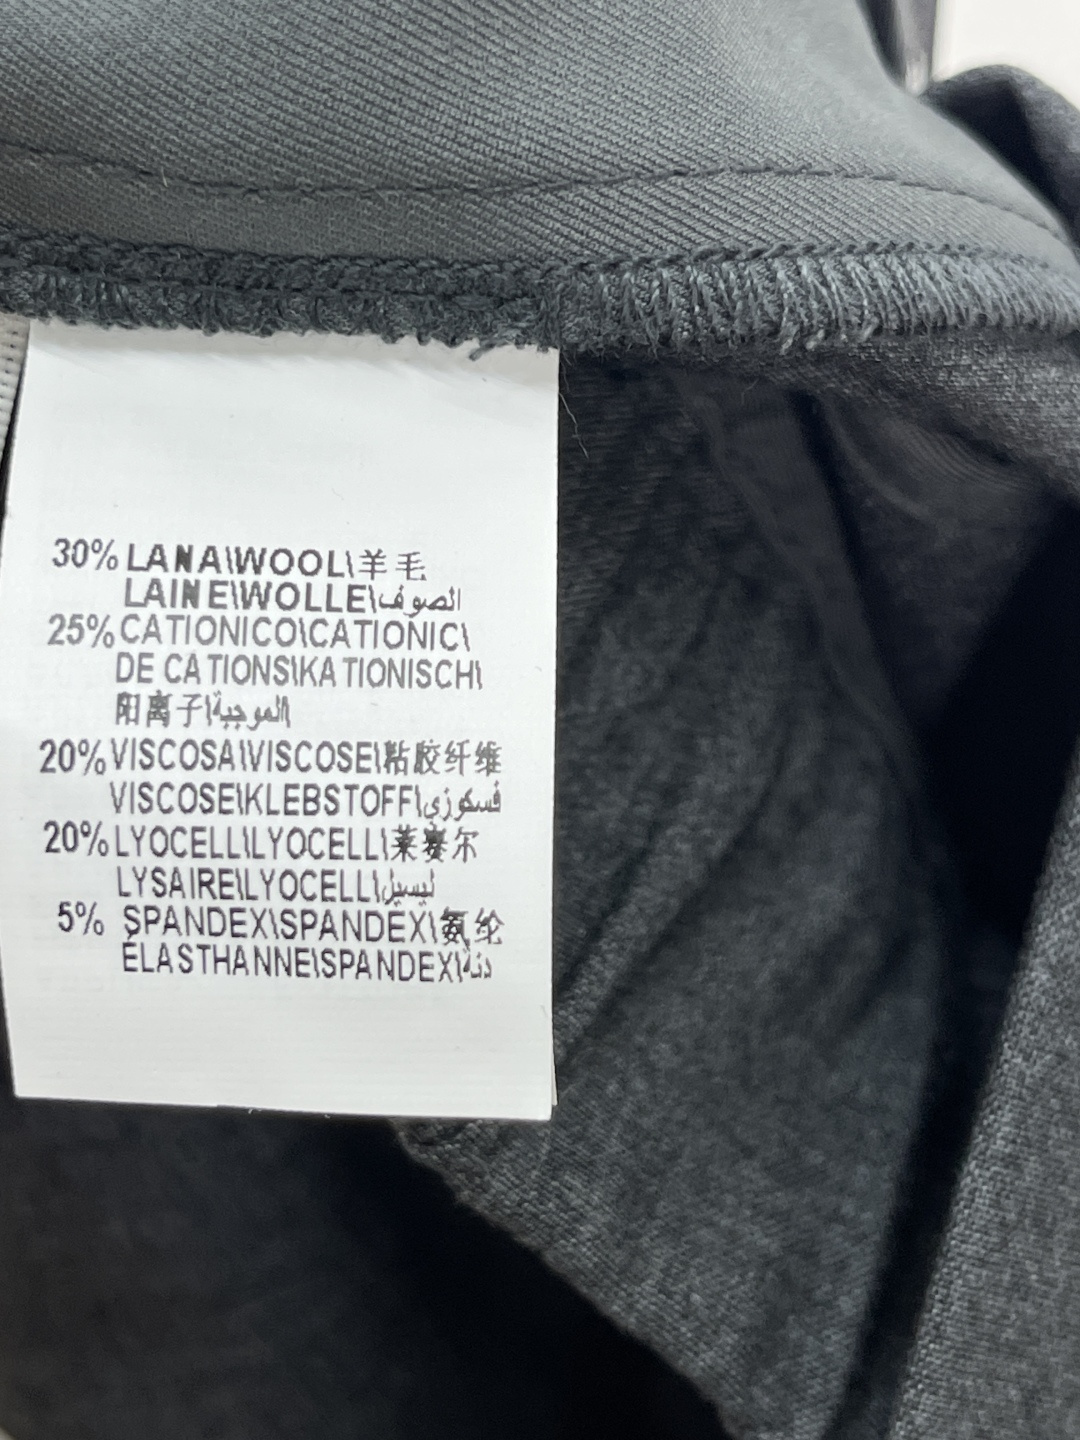 30% LANA\WOOL\羊毛
LAINE\WOLLE\الصوف
25% CATIONICO\CATIONIC\
DE CATIONS\KATIONISCH\
阳离子\الموجبة\
20% VISCOSA\VISCOSE\粘胶纤维
VISCOSE\KLEBSTOFF\فسكوزي
20% LYOCELL\LYOCELL\莱赛尔
LYSAIRE\LYOCELL\ليسيل
5% SPANDEX\SPANDEX\氨纶
ÉLASTHANNE\SPANDEX\